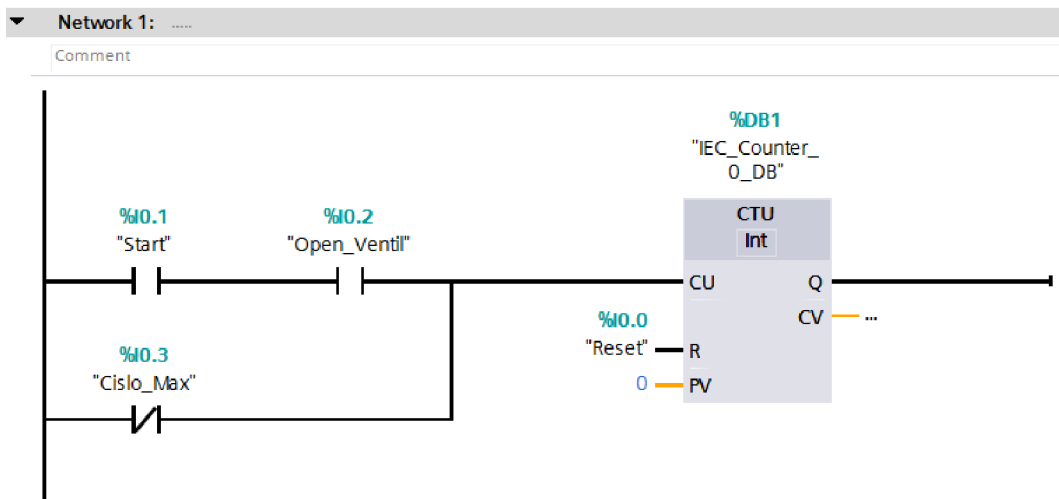 Network 1: .....
Comment
%DB1
"IEC_Counter_
0_DB"
%I0.1
"Start"
%I0.2
"Open_Ventil"
CTU
Int
CU
Q
CV
...
%I0.0
"Reset"
R
0
PV
%I0.3
"Cislo_Max"